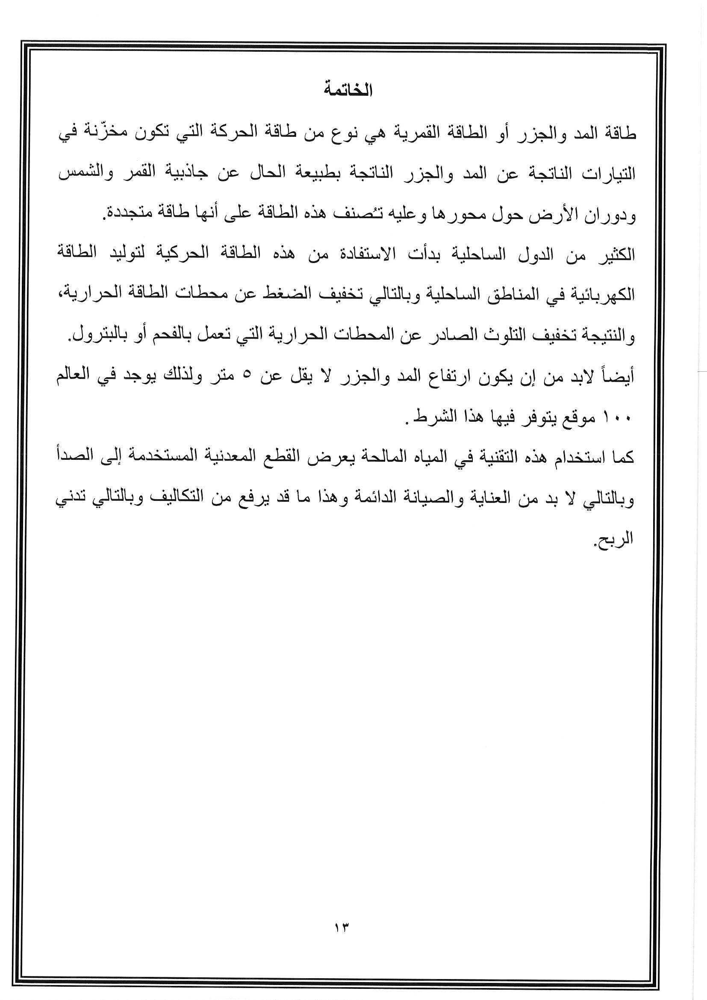 الخاتمة
طاقة المد والجزر أو الطاقة القمرية هي نوع من طاقة الحركة التي تكون مخزّنة في
التيارات الناتجة عن المد والجزر الناتجة بطبيعة الحال عن جاذبية القمر والشمس
ودوران الأرض حول محورها وعليه تُصنف هذه الطاقة على أنها طاقة متجددة.
الكثير من الدول الساحلية بدأت الاستفادة من هذه الطاقة الحركية لتوليد الطاقة
الكهربائية في المناطق الساحلية وبالتالي تخفيف الضغط عن محطات الطاقة الحرارية،
والنتيجة تخفيف التلوث الصادر عن المحطات الحرارية التي تعمل بالفحم أو بالبترول.
أيضاً لابد من إن يكون ارتفاع المد والجزر لا يقل عن ٥ متر ولذلك يوجد في العالم
١٠٠ موقع يتوفر فيها هذا الشرط .
كما استخدام هذه التقنية في المياه المالحة يعرض القطع المعدنية المستخدمة إلى الصدأ
وبالتالي لا بد من العناية والصيانة الدائمة وهذا ما قد يرفع من التكاليف وبالتالي تدني
الربح.
١٣